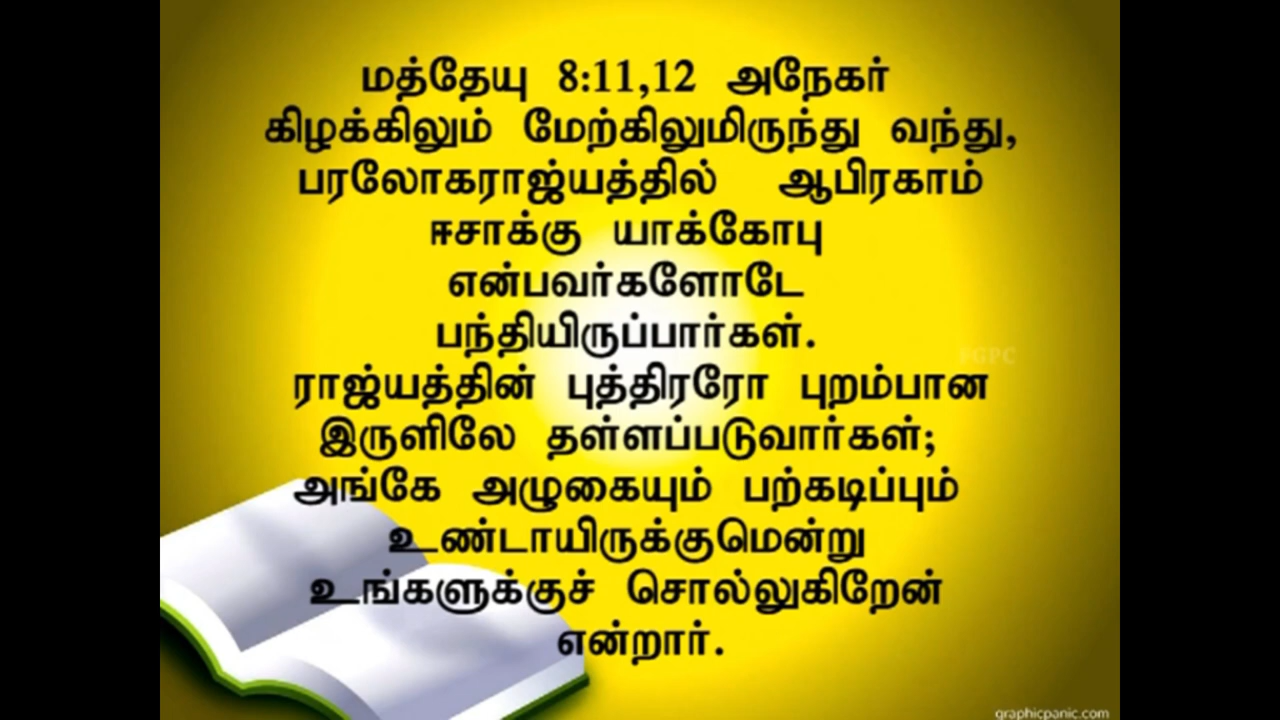 மத்தேயு 8:11,12 அநேகர்
கிழக்கிலும் மேற்கிலுமிருந்து வந்து,
பரலோகராஜ்யத்தில் ஆபிரகாம்
ஈசாக்கு யாக்கோபு
என்பவர்களோடே
பந்தியிருப்பார்கள்.
FGPC
ராஜ்யத்தின் புத்திரரோ புறம்பான
இருளிலே தள்ளப்படுவார்கள்;
அங்கே அழுகையும் பற்கடிப்பும்
உண்டாயிருக்குமென்று
உங்களுக்குச் சொல்லுகிறேன்
என்றார்.
graphicpanic.com